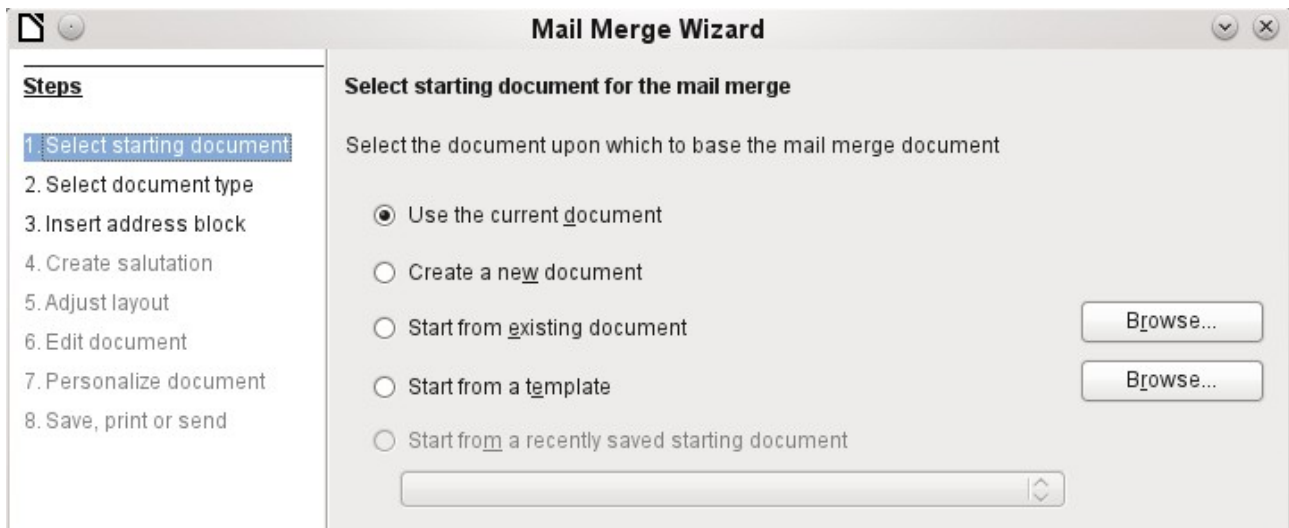 Mail Merge Wizard
Steps
1. Select starting document
2. Select document type
3. Insert address block
4. Create salutation
5. Adjust layout
6. Edit document
7. Personalize document
8. Save, print or send
Select starting document for the mail merge
Select the document upon which to base the mail merge document
Use the current document
Create a new document
Start from existing document
Browse...
Start from a template
Browse...
Start from a recently saved starting document